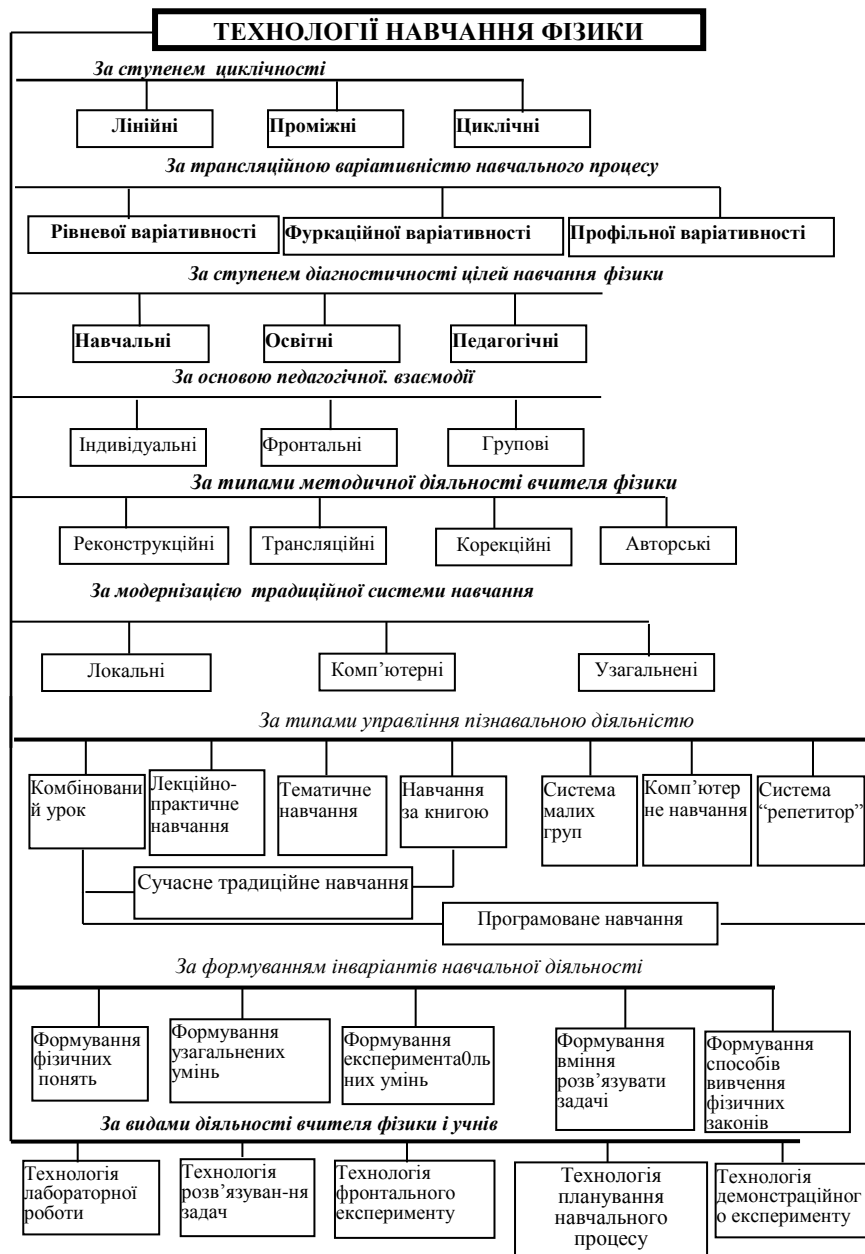 ТЕХНОЛОГІЇ НАВЧАННЯ ФІЗИКИ
За ступенем циклічності
Лінійні
Проміжні
Циклічні
За трансляційною варіативністю навчального процесу
Рівневої варіативності
Фуркаційної варіативності
Профільної варіативності
За ступенем діагностичності цілей навчання фізики
Навчальні
Освітні
Педагогічні
За основою педагогічної. взаємодії
Індивідуальні
Фронтальні
Групові
За типами методичної діяльності вчителя фізики
Реконструкційні
Трансляційні
Корекційні
Авторські
За модернізацією традиційної системи навчання
Локальні
Комп’ютерні
Узагальнені
За типами управління пізнавальною діяльністю
Комбіновани
й урок
Лекційно-
практичне
навчання
Тематичне
навчання
Навчання
за книгою
Система
малих
груп
Комп’ютер
не навчання
Система
“репетитор”
Сучасне традиційне навчання
Програмоване навчання
За формуванням інваріантів навчальної діяльності
Формування
фізичних
понять
Формування
узагальнених
умінь
Формування
експеримента0ль
них умінь
Формування
вміння
розв’язувати
задачі
Формування
способів
вивчення
фізичних
законів
За видами діяльності вчителя фізики і учнів
Технологія
лабораторної
роботи
Технологія
розв’язуван-ня
задач
Технологія
фронтального
експерименту
Технологія
планування
навчального
процесу
Технологія
демонстраційног
о експерименту